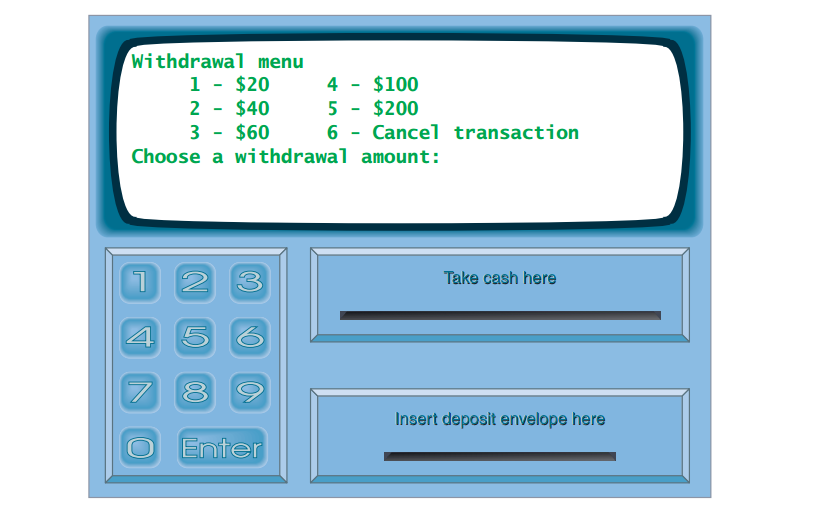 Withdrawal menu
1 - $20 4 - $100
2 - $40 5 - $200
3 - $60 6 - Cancel transaction
Choose a withdrawal amount:
1 2 3
4 5 6
7 8 9
0 Enter
Take cash here
Insert deposit envelope here